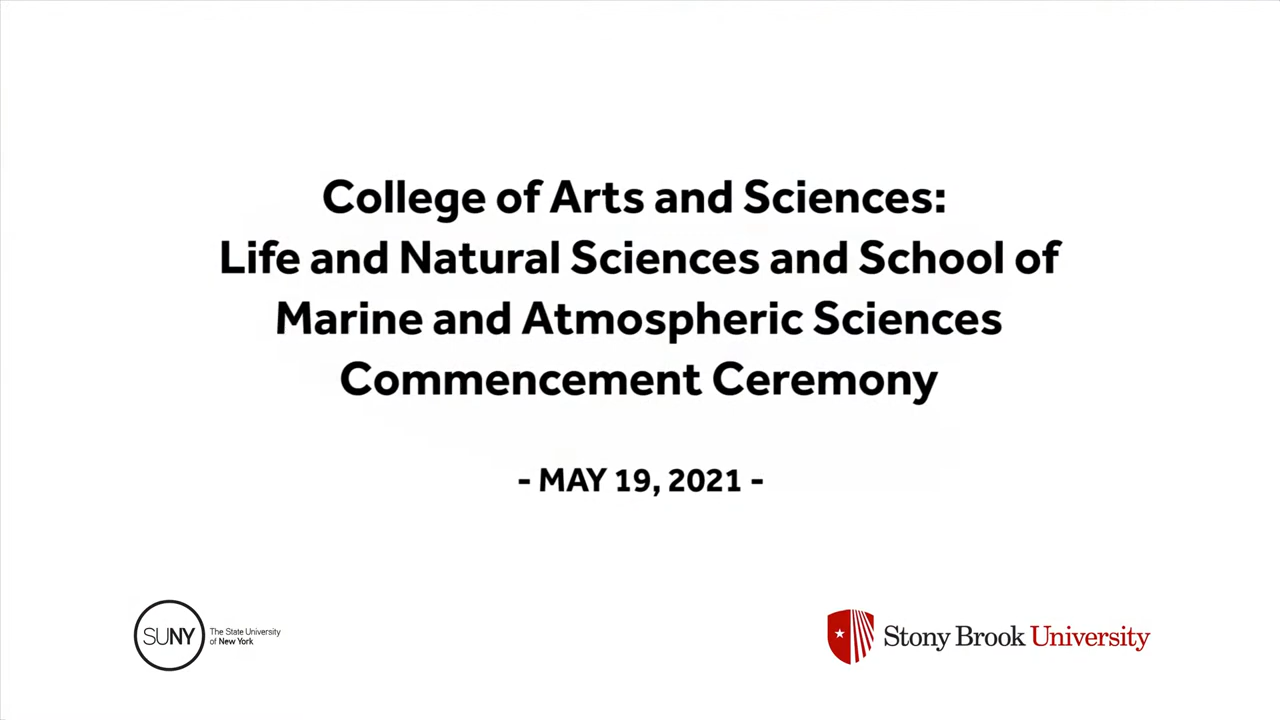 College of Arts and Sciences:
Life and Natural Sciences and School of
Marine and Atmospheric Sciences
Commencement Ceremony
- MAY 19, 2021 -
SUNY
The State University
of New York
Stony Brook University